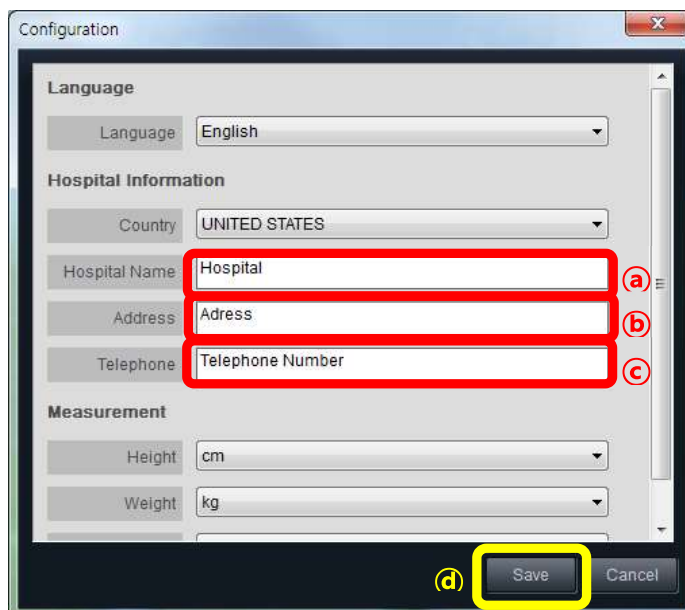 Configuration
Language
Language English
Hospital Information
Country UNITED STATES
Hospital Name Hospital ⓐ
Address Adress ⓑ
Telephone Telephone Number ⓒ
Measurement
Height cm
Weight kg
ⓓ Save Cancel